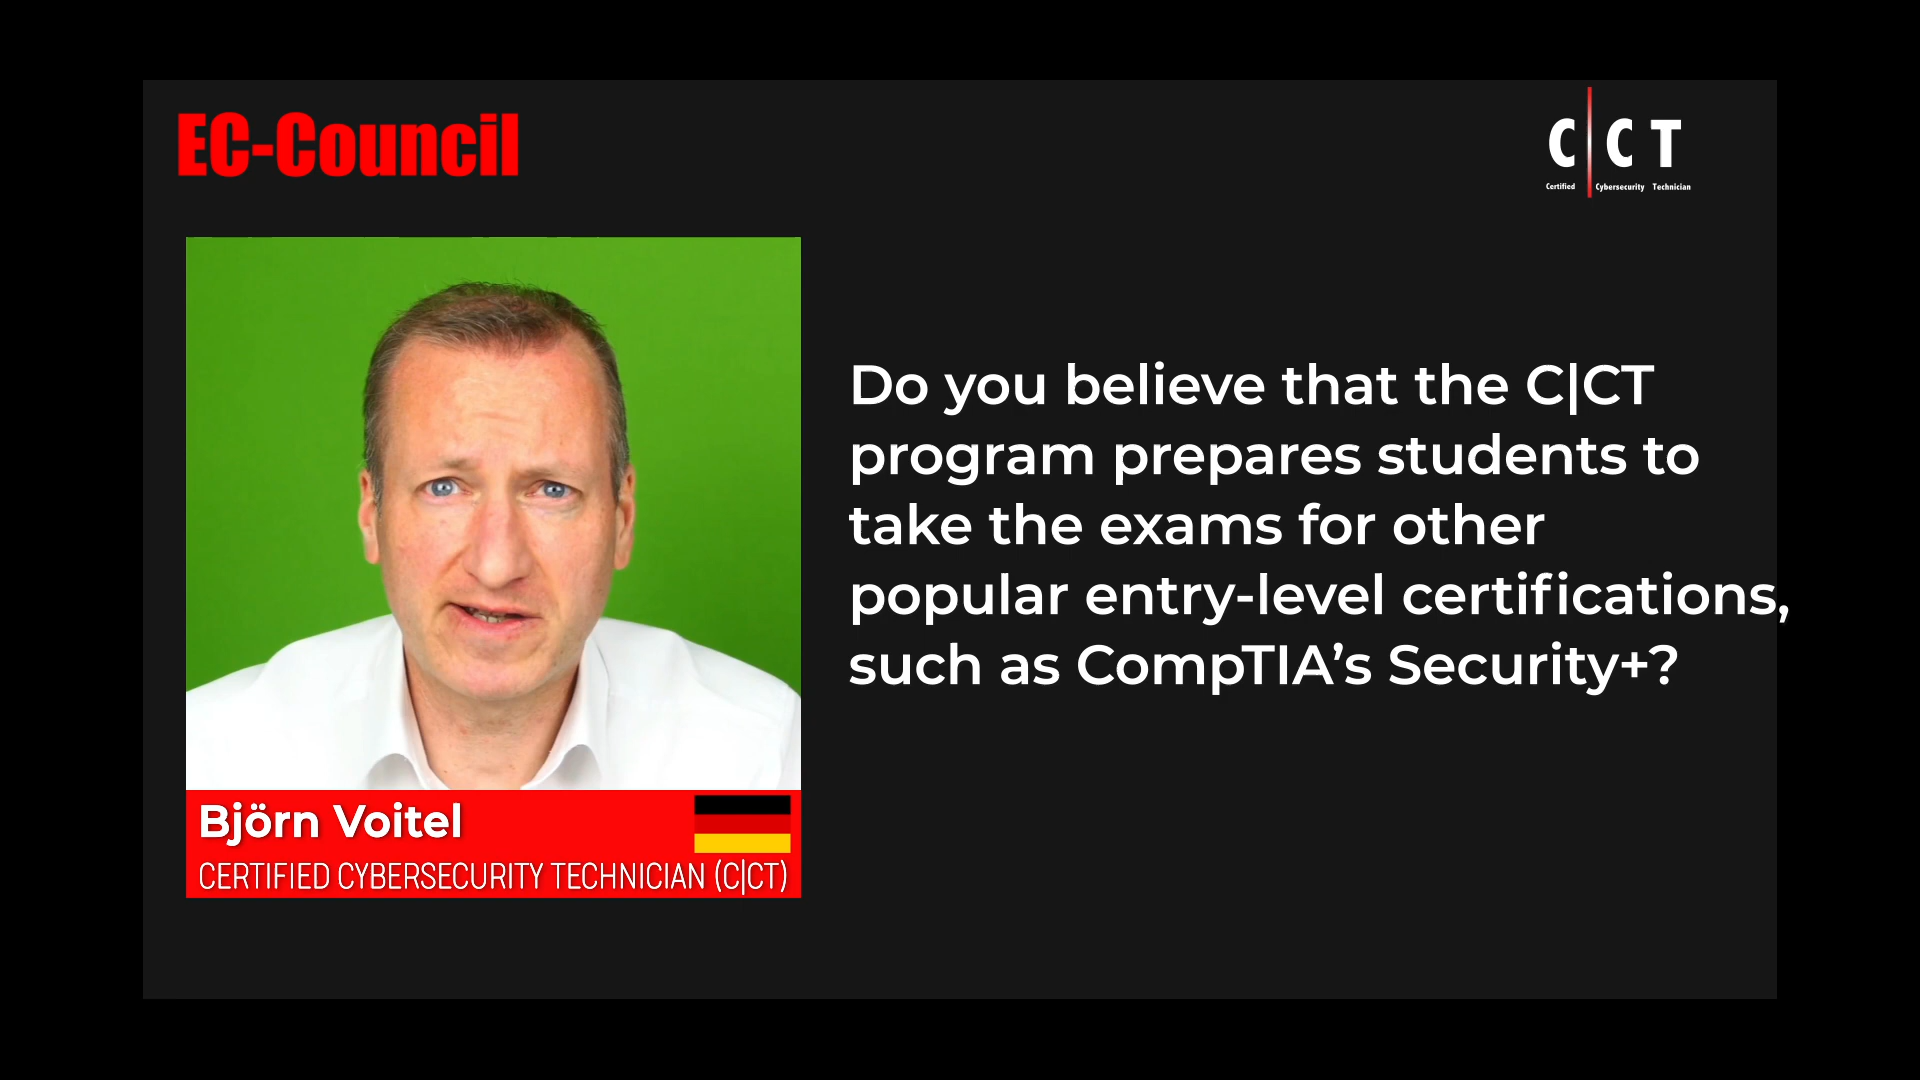 EC-Council
C|CT
Certified Cybersecurity Technician
Do you believe that the C|CT
program prepares students to
take the exams for other
popular entry-level certifications,
such as CompTIA’s Security+?
Björn Voitel
CERTIFIED CYBERSECURITY TECHNICIAN (C|CT)